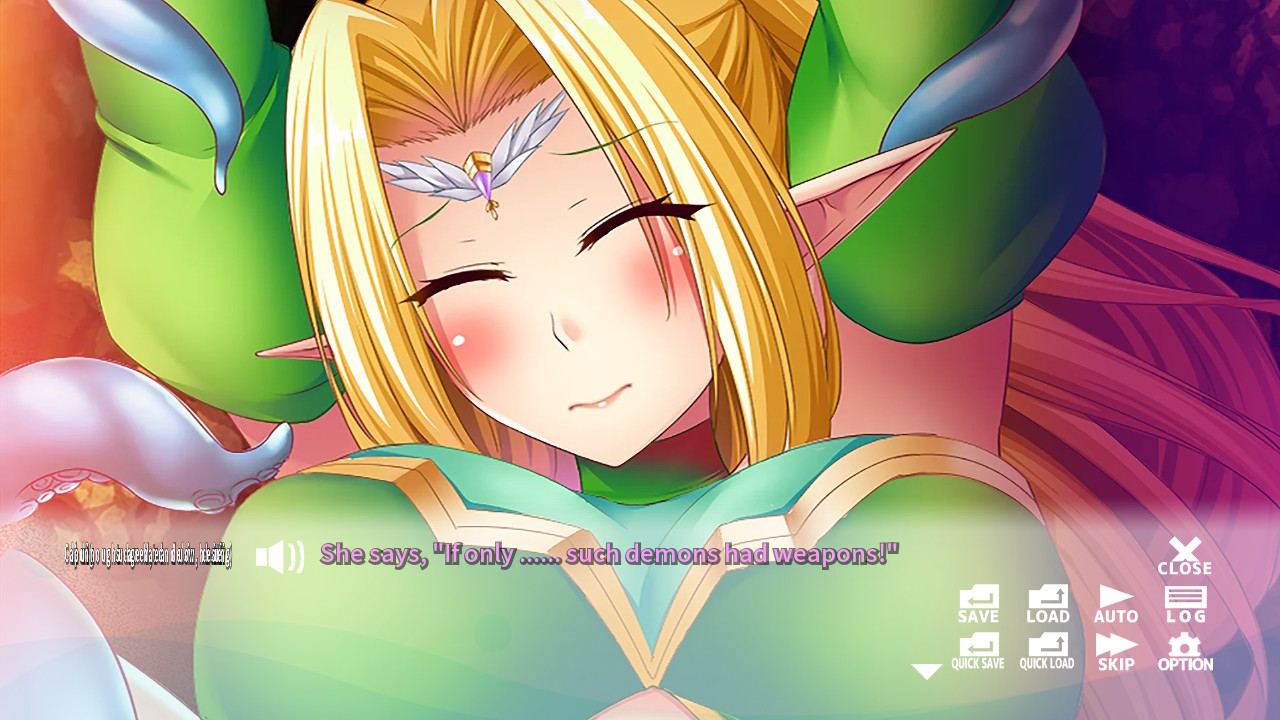 She says, "If only ...... such demons had weapons!"
CLOSE
SAVE LOAD AUTO LOG
QUICK SAVE QUICK LOAD SKIP OPTION